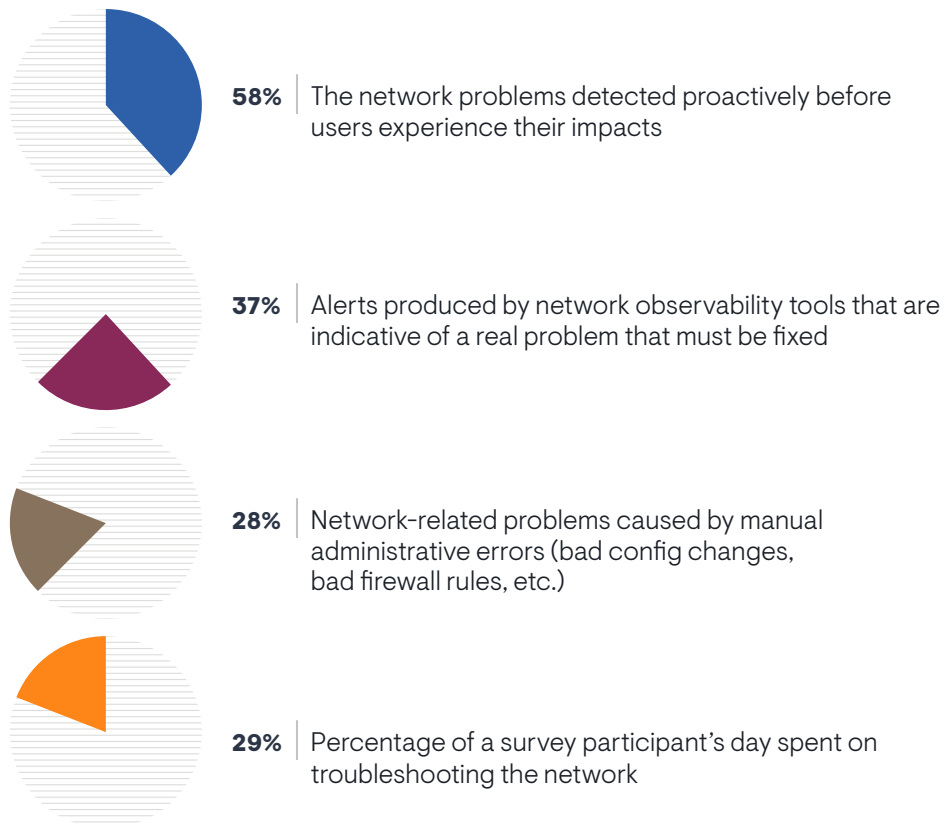 58% The network problems detected proactively before
users experience their impacts
37% Alerts produced by network observability tools that are
indicative of a real problem that must be fixed
28% Network-related problems caused by manual
administrative errors (bad config changes,
bad firewall rules, etc.)
29% Percentage of a survey participant’s day spent on
troubleshooting the network